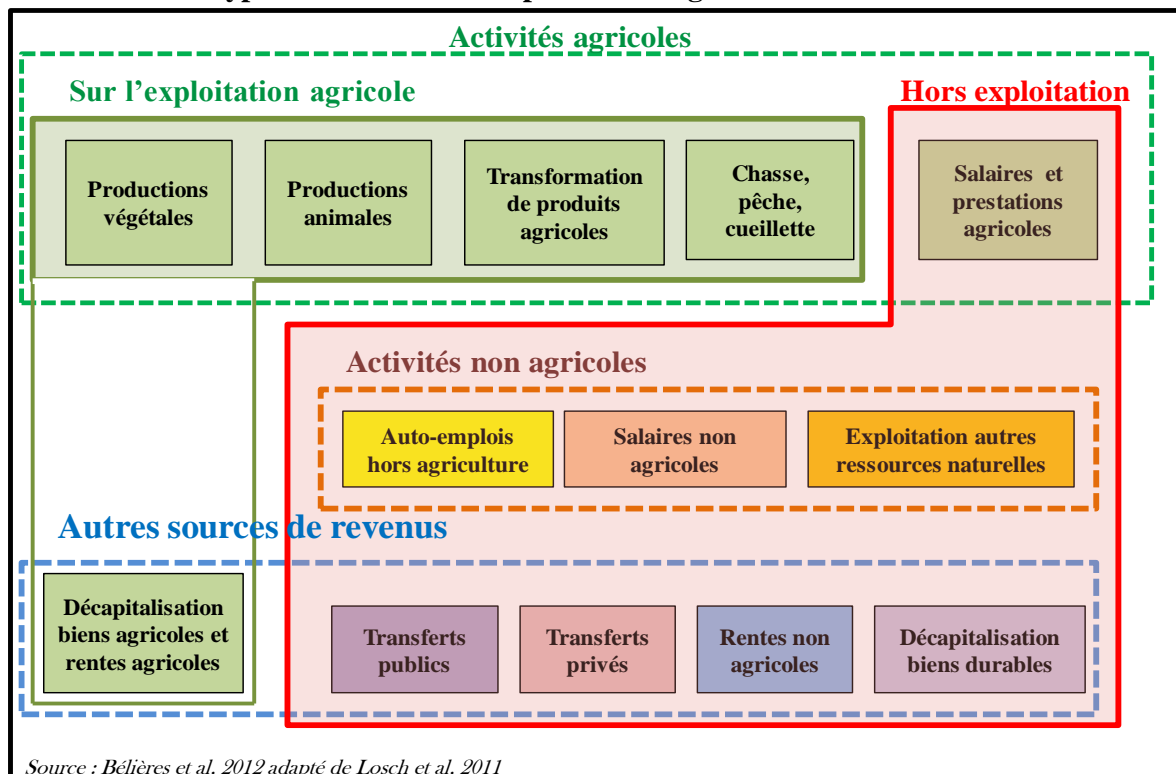 Activités agricoles
Sur l'exploitation agricole
Hors exploitation
Productions
végétales
Productions
animales
Transformation
de produits
agricoles
Chasse,
pêche,
cueillette
Salaires et
prestations
agricoles
Activités non agricoles
Auto-emplois
hors agriculture
Salaires non
agricoles
Exploitation autres
ressources naturelles
Autres sources de revenus
Décapitalisation
biens agricoles et
rentes agricoles
Transferts
publics
Transferts
privés
Rentes non
agricoles
Décapitalisation
biens durables
Source : Bélières et al. 2012 adapté de Losch et al. 2011